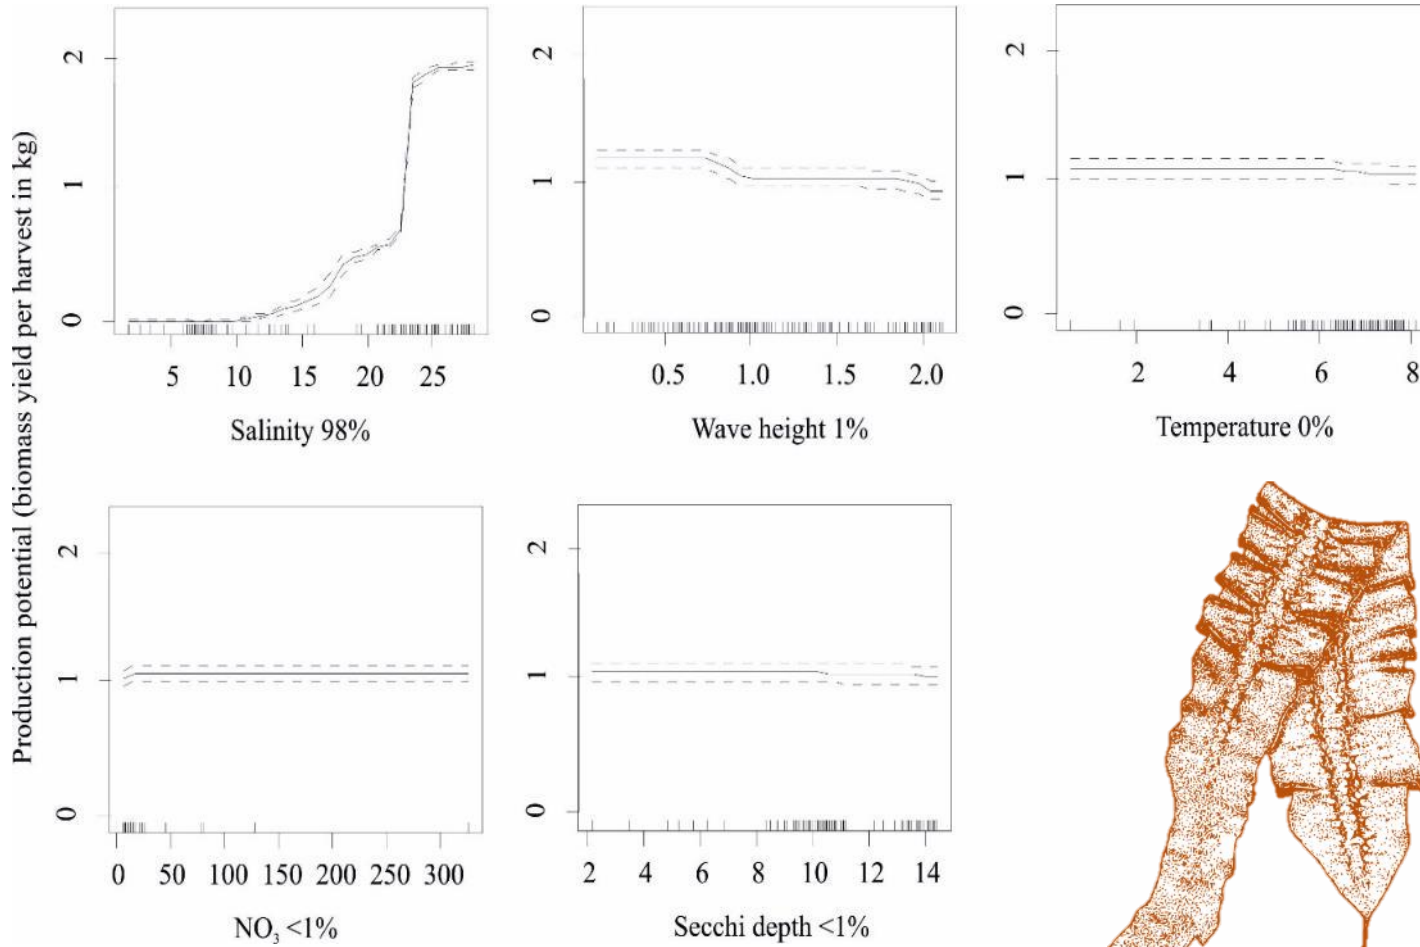 Production potential (biomass yield per harvest in kg)
2
1
0
5 10 15 20 25
Salinity 98%
2
1
0
0.5 1.0 1.5 2.0
Wave height 1%
2
1
0
2 4 6 8
Temperature 0%
2
1
0
0 50 100 150 200 250 300
NO₃ <1%
2
1
0
2 4 6 8 10 12 14
Secchi depth <1%